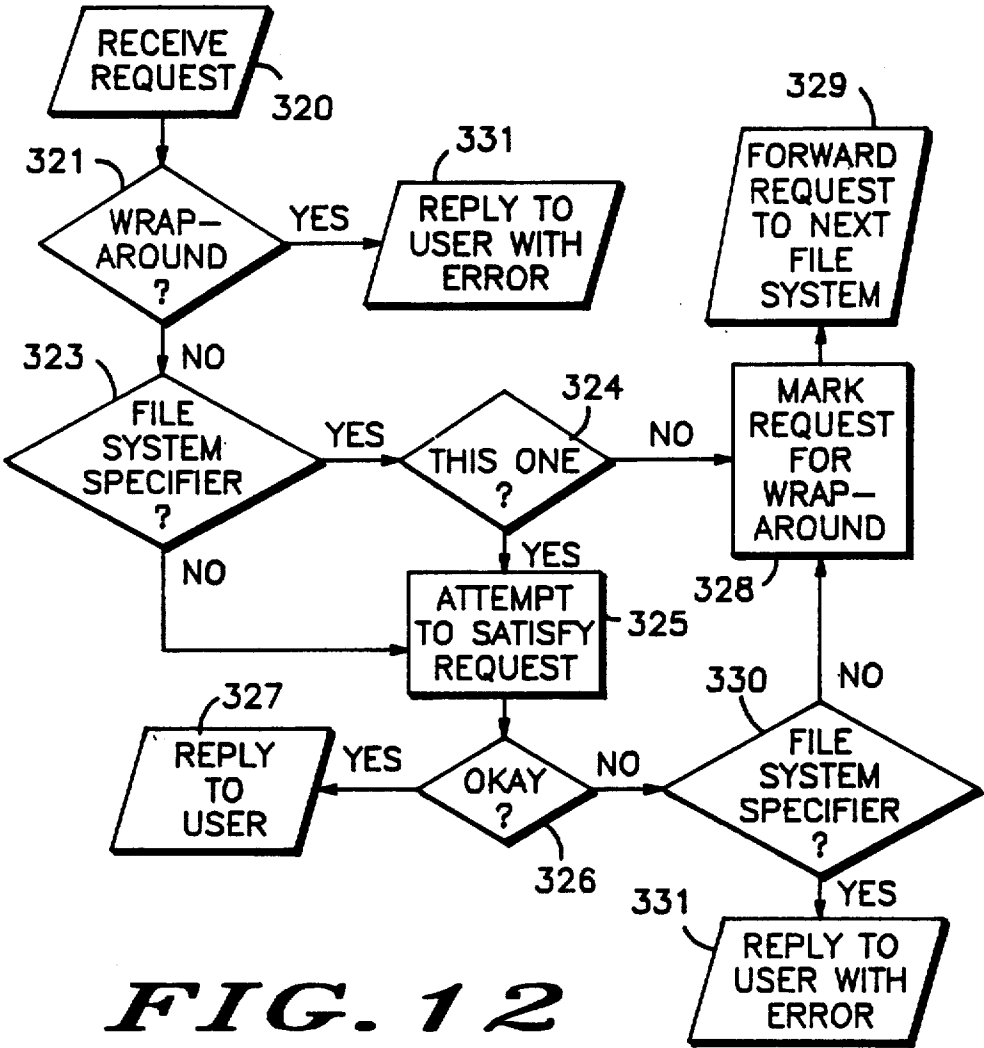 RECEIVE
REQUEST
320
321
WRAP-
AROUND
?
YES
331
REPLY TO
USER WITH
ERROR
329
FORWARD
REQUEST
TO NEXT
FILE
SYSTEM
NO
323
FILE
SYSTEM
SPECIFIER
?
YES
324
THIS ONE
?
NO
MARK
REQUEST
FOR
WRAP-
AROUND
328
NO
YES
ATTEMPT
TO SATISFY
REQUEST
325
327
REPLY
TO
USER
YES
OKAY
?
326
NO
330
NO
FILE
SYSTEM
SPECIFIER
?
YES
331
REPLY TO
USER WITH
ERROR
FIG. 12